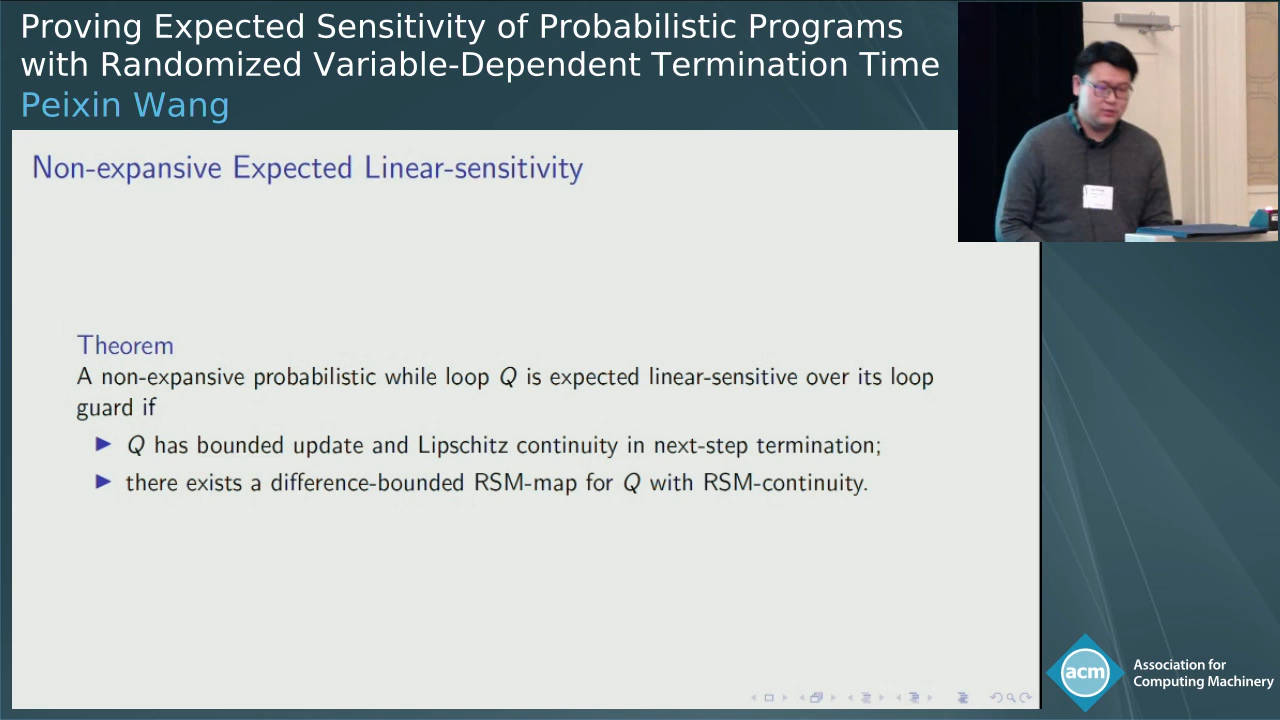 Proving Expected Sensitivity of Probabilistic Programs
with Randomized Variable-Dependent Termination Time
Peixin Wang
Non-expansive Expected Linear-sensitivity
Theorem
A non-expansive probabilistic while loop Q is expected linear-sensitive over its loop
guard if
▶ Q has bounded update and Lipschitz continuity in next-step termination;
▶ there exists a difference-bounded RSM-map for Q with RSM-continuity.
acm
Association for
Computing Machinery